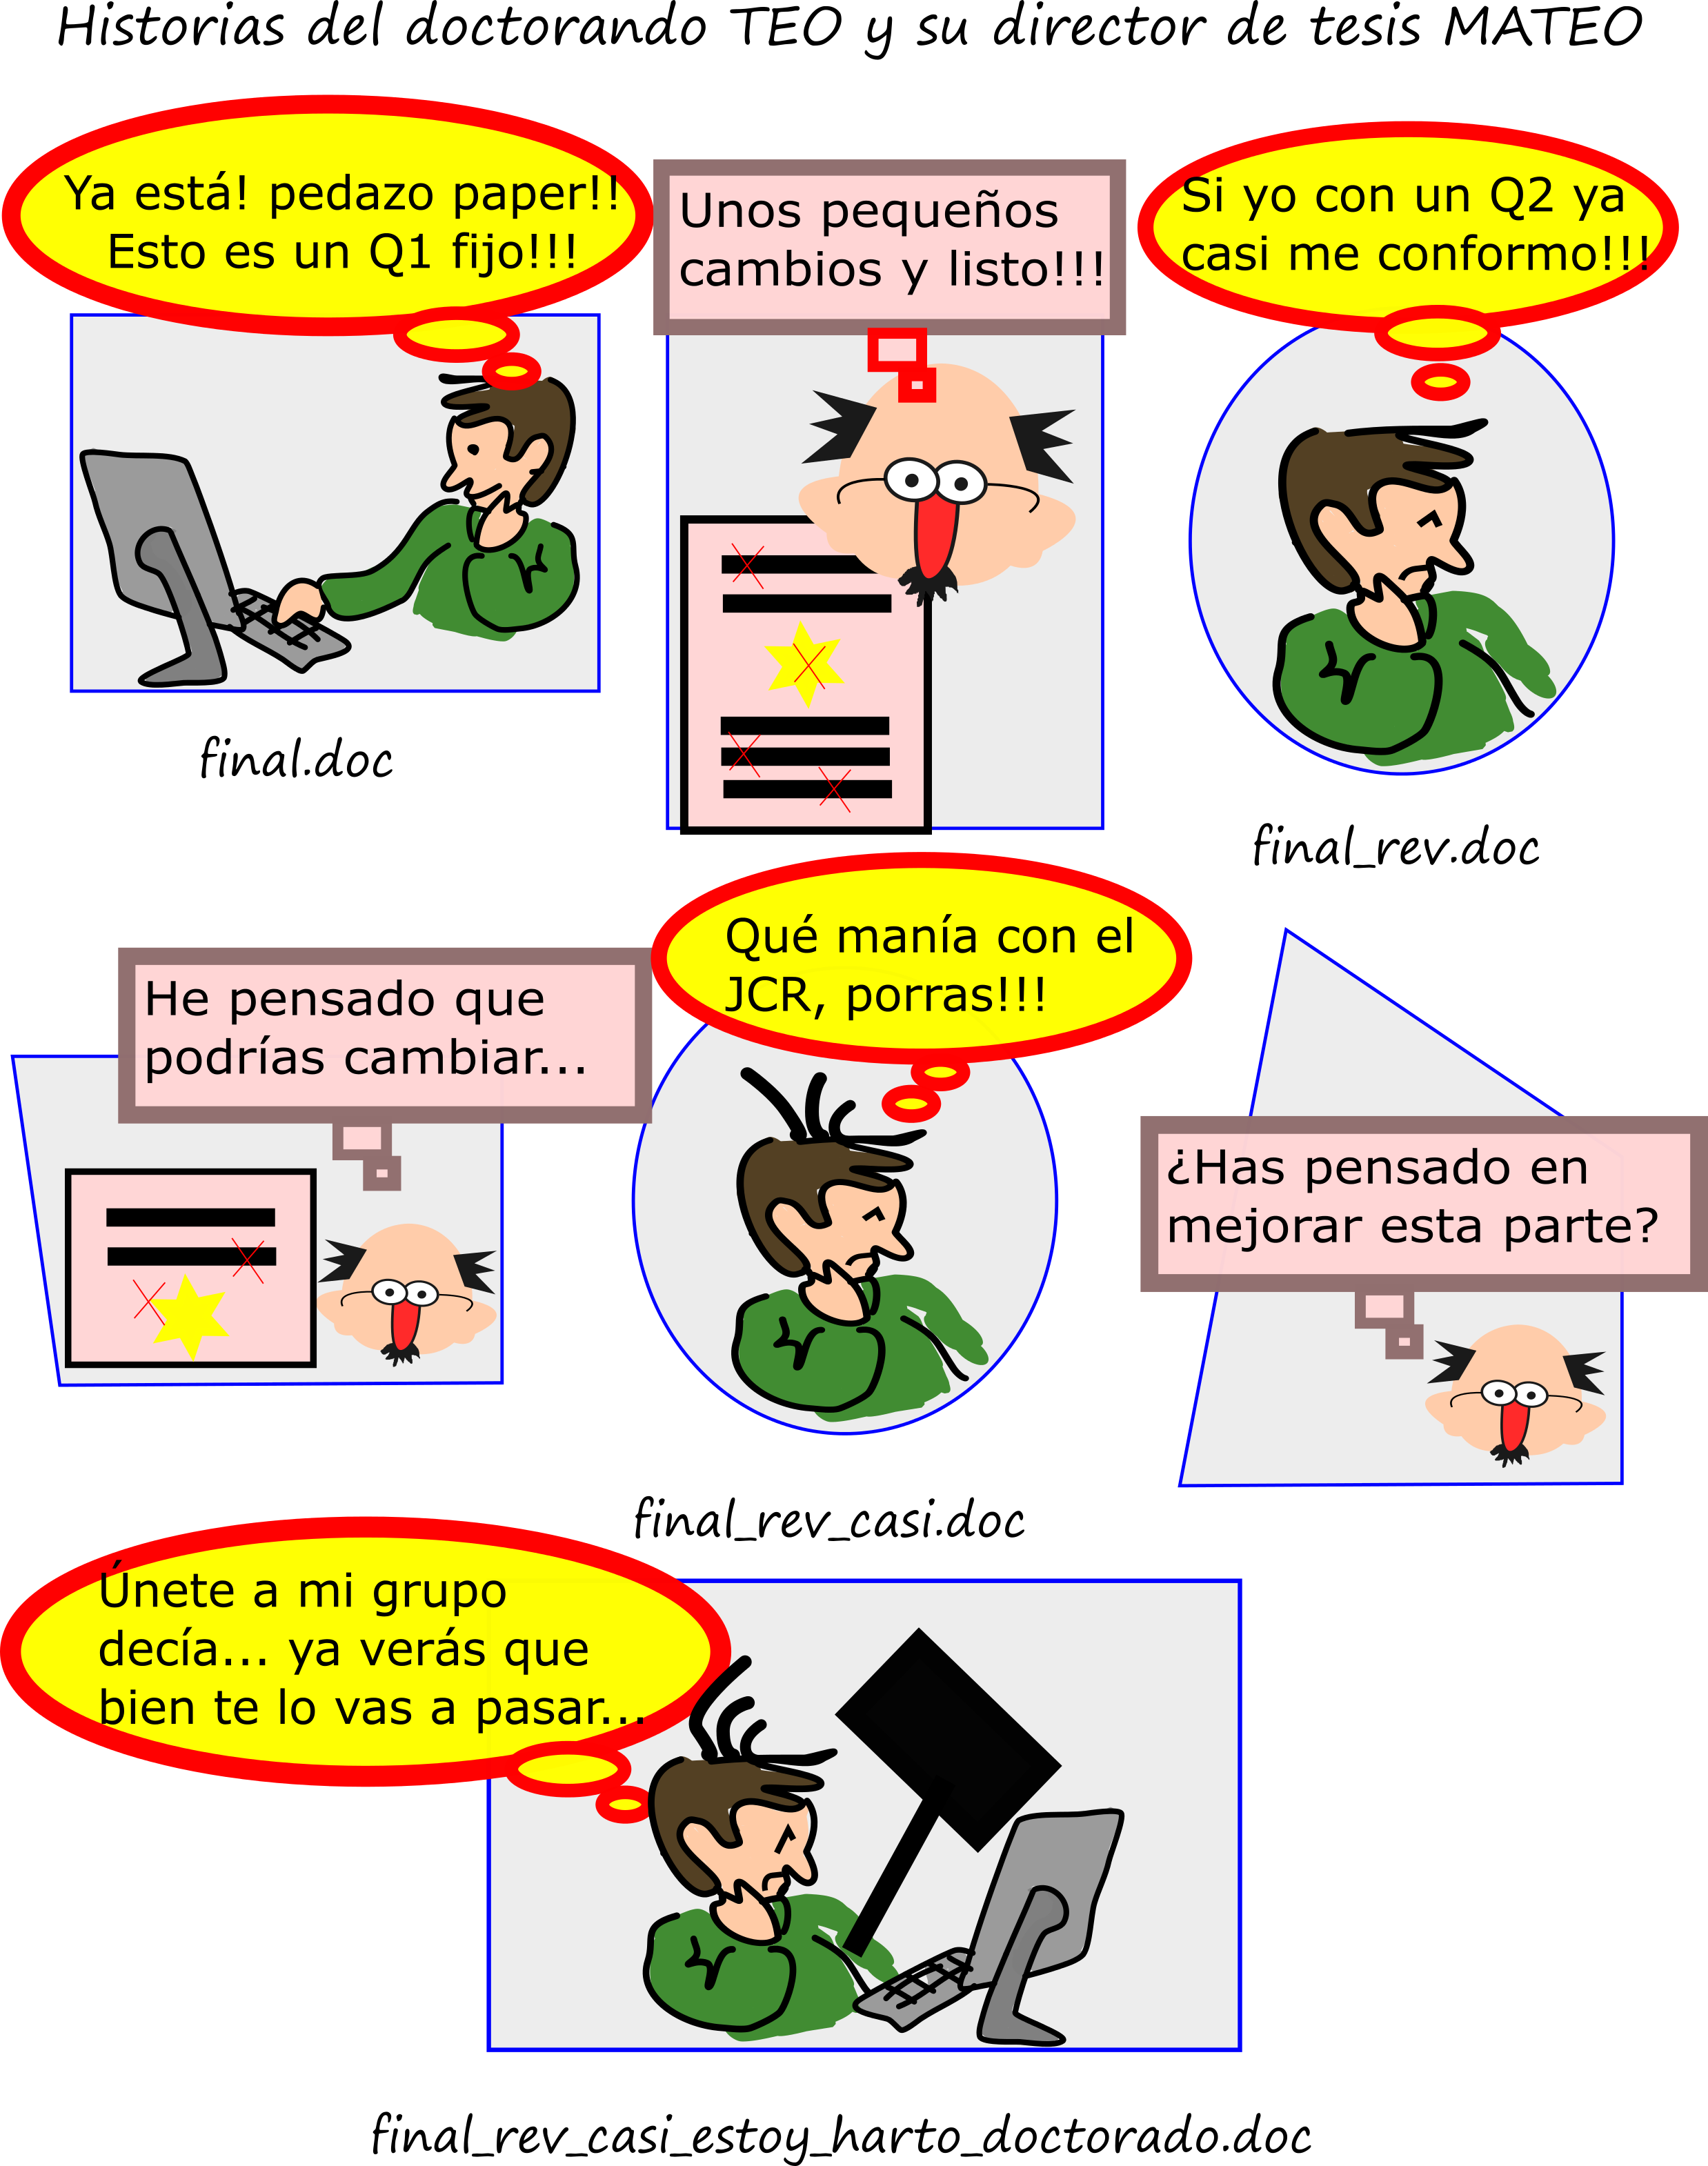 Historias del doctorando TEO y su director de tesis MATEO
Ya está! pedazo paper!!
Esto es un Q1 fijo!!!
Unos pequeños
cambios y listo!!!
Si yo con un Q2 ya
casi me conformo!!!
final.doc
final_rev.doc
He pensado que
podrías cambiar...
Qué manía con el
JCR, porras!!!
¿Has pensado en
mejorar esta parte?
final_rev_casi.doc
Únete a mi grupo
decía... ya verás que
bien te lo vas a pasar...
final_rev_casi_estoy_harto_doctorado.doc